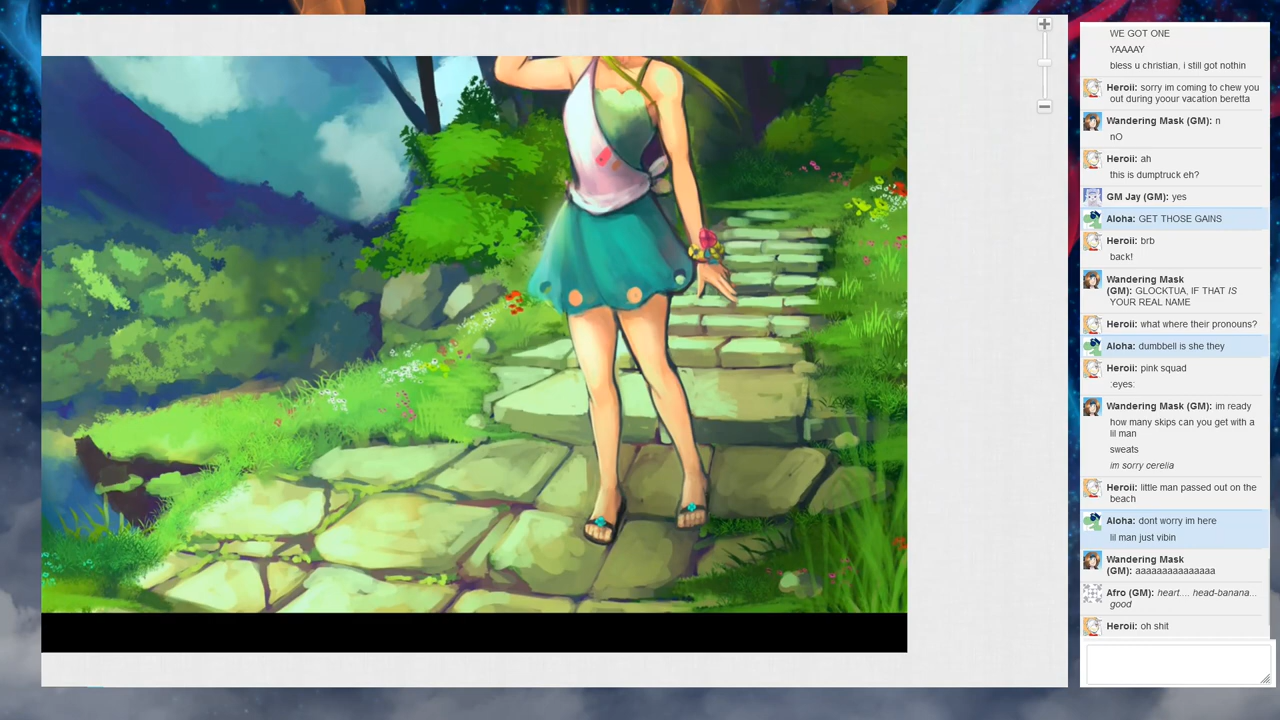 WE GOT ONE
YAAAAY
bless u christian, i still got nothin
Heroii: sorry im coming to chew you
out during yoour vacation beretta
Wandering Mask (GM): n
nO
Heroii: ah
this is dumptruck eh?
GM Jay (GM): yes
Aloha: GET THOSE GAINS
Heroii: brb
back!
Wandering Mask
(GM): GLOCKTUA, IF THAT IS
YOUR REAL NAME
Heroii: what where their pronouns?
Aloha: dumbbell is she they
Heroii: pink squad
:eyes:
Wandering Mask (GM): im ready
how many skips can you get with a
lil man
sweats
im sorry cerelia
Heroii: little man passed out on the
beach
Aloha: dont worry im here
lil man just vibin
Wandering Mask
(GM): aaaaaaaaaaaaaaa
Afro (GM): heart.... head-banana...
good
Heroii: oh shit